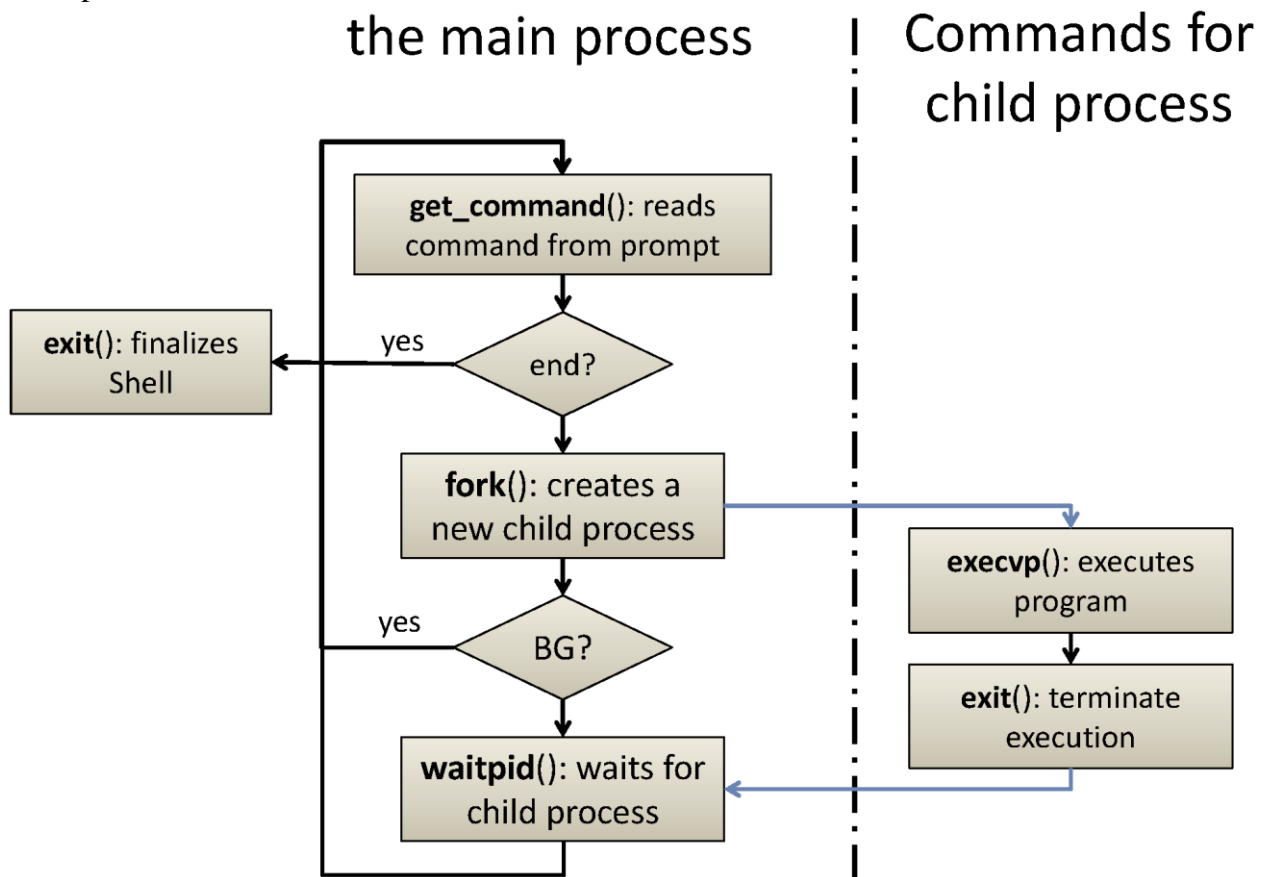 the main process
Commands for
child process
get_command(): reads
command from prompt
exit(): finalizes
Shell
yes
end?
fork(): creates a
new child process
execvp(): executes
program
yes
BG?
exit(): terminate
execution
waitpid(): waits for
child process